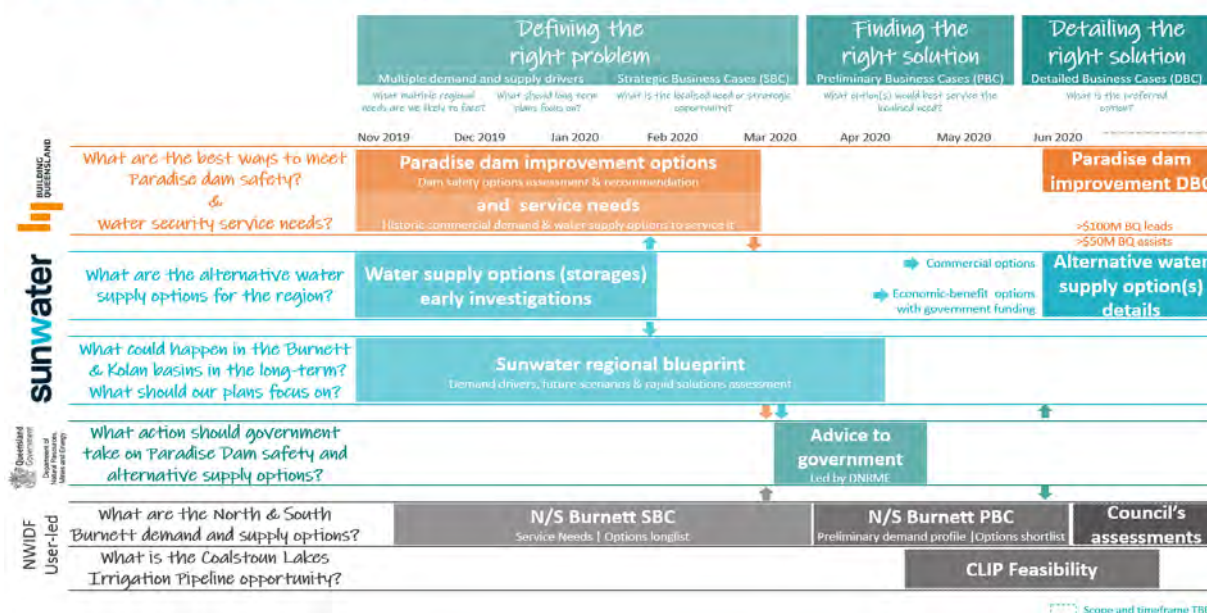 Defining the
right problem
Multiple demand and supply drivers
Strategic Business Cases (SBC)
What multiple regional
needs are we likely to face?
What should long-term
plans focus on?
What is the localised need or strategic
opportunity?
Finding the
right solution
Preliminary Business Cases (PBC)
What option(s) would best service the
localised need?
Detailing the
right solution
Detailed Business Cases (DBC)
What is the preferred
option?
Nov 2019
Dec 2019
Jan 2020
Feb 2020
Mar 2020
Apr 2020
May 2020
Jun 2020
BUILDING
QUEENSLAND
What are the best ways to meet
Paradise dam safety?
&
water security service needs?
Paradise dam improvement options
Dam safety options assessment & recommendation
and service needs
Historic commercial demand & water supply options to service it
Paradise dam
improvement DBC
>$100M BQ leads
>$50M BQ assists
sunwater
What are the alternative water
supply options for the region?
Water supply options (storages)
early investigations
Commercial options
Economic-benefit options
with government funding
Alternative water
supply option(s)
details
What could happen in the Burnett
& Kolan basins in the long-term?
What should our plans focus on?
Sunwater regional blueprint
Demand drivers, future scenarios & rapid solutions assessment
Queensland
Government
Department of
Natural Resources,
Mines and Energy
What action should government
take on Paradise Dam safety and
alternative supply options?
Advice to
government
Led by DNRME
NWIDF
User-led
What are the North & South
Burnett demand and supply options?
N/S Burnett SBC
Service Needs | Options longlist
N/S Burnett PBC
Preliminary demand profile |Options shortlist
Council's
assessments
What is the Coalstoun Lakes
Irrigation Pipeline opportunity?
CLIP Feasibility
Scope and timeframe TBC